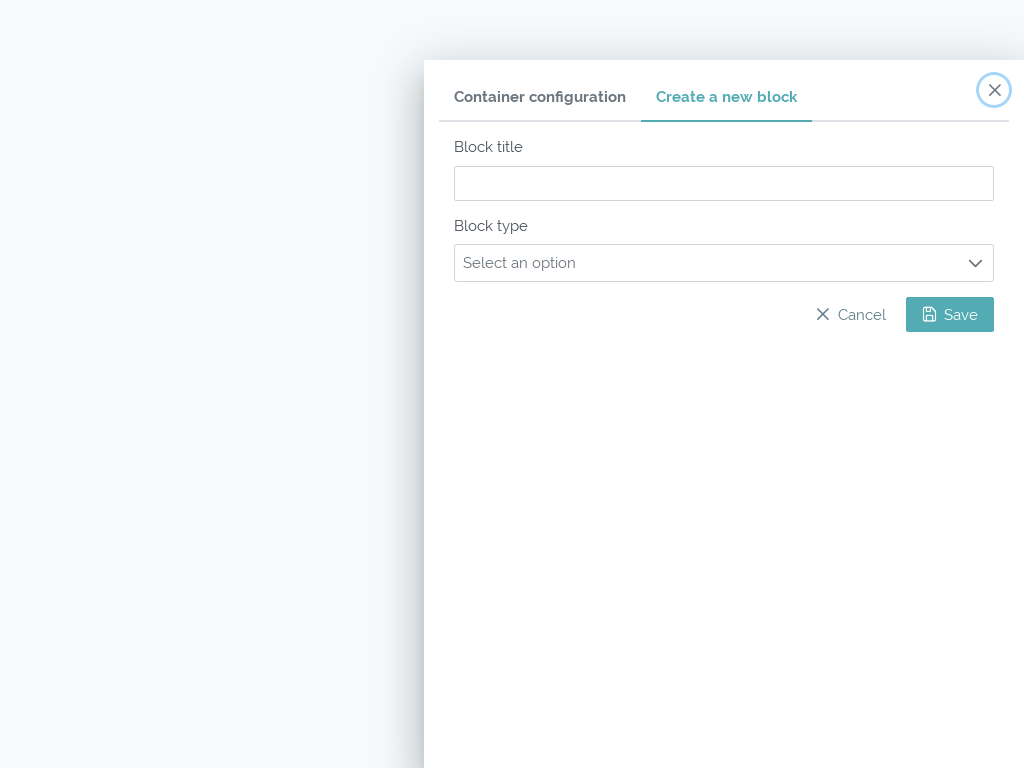 Container configuration
Create a new block
Block title
Block type
Select an option
Cancel
Save